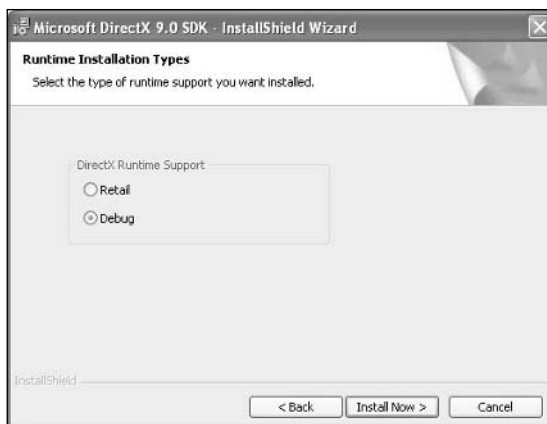 Microsoft DirectX 9.0 SDK - InstallShield Wizard
Runtime Installation Types
Select the type of runtime support you want installed.
DirectX Runtime Support
Retail
Debug
InstallShield
< Back
Install Now >
Cancel